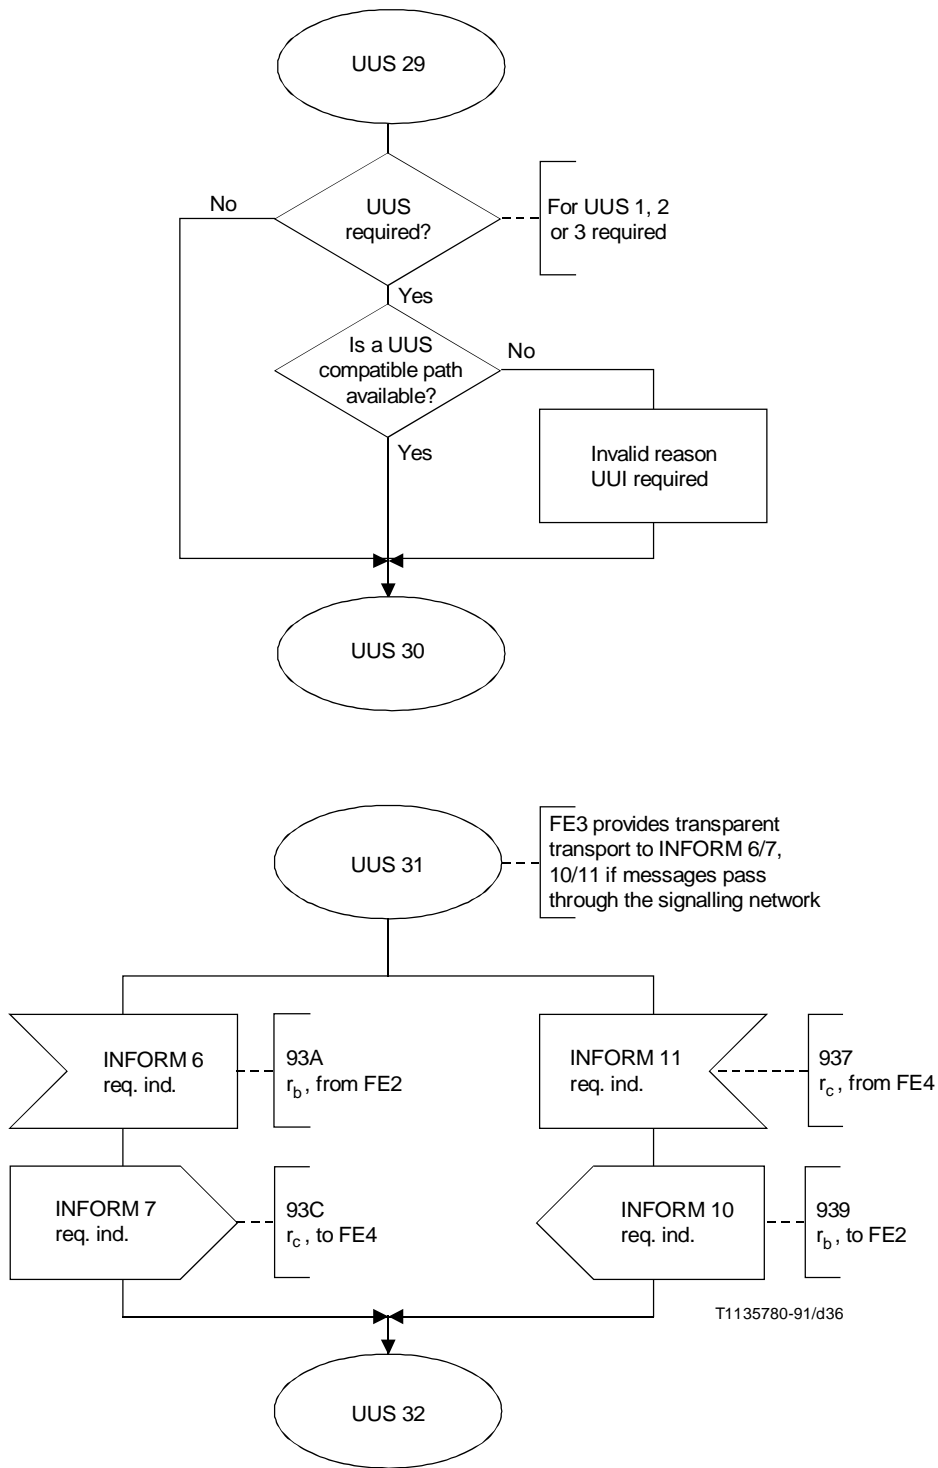 UUS 29
No
UUS
required?
For UUS 1, 2
or 3 required
Yes
Is a UUS
compatible path
available?
No
Yes
Invalid reason
UUI required
UUS 30
UUS 31
FE3 provides transparent
transport to INFORM 6/7,
10/11 if messages pass
through the signalling network
INFORM 6
req. ind.
93A
rb, from FE2
INFORM 11
req. ind.
937
rc, from FE4
INFORM 7
req. ind.
93C
rc, to FE4
INFORM 10
req. ind.
939
rb, to FE2
T1135780-91/d36
UUS 32